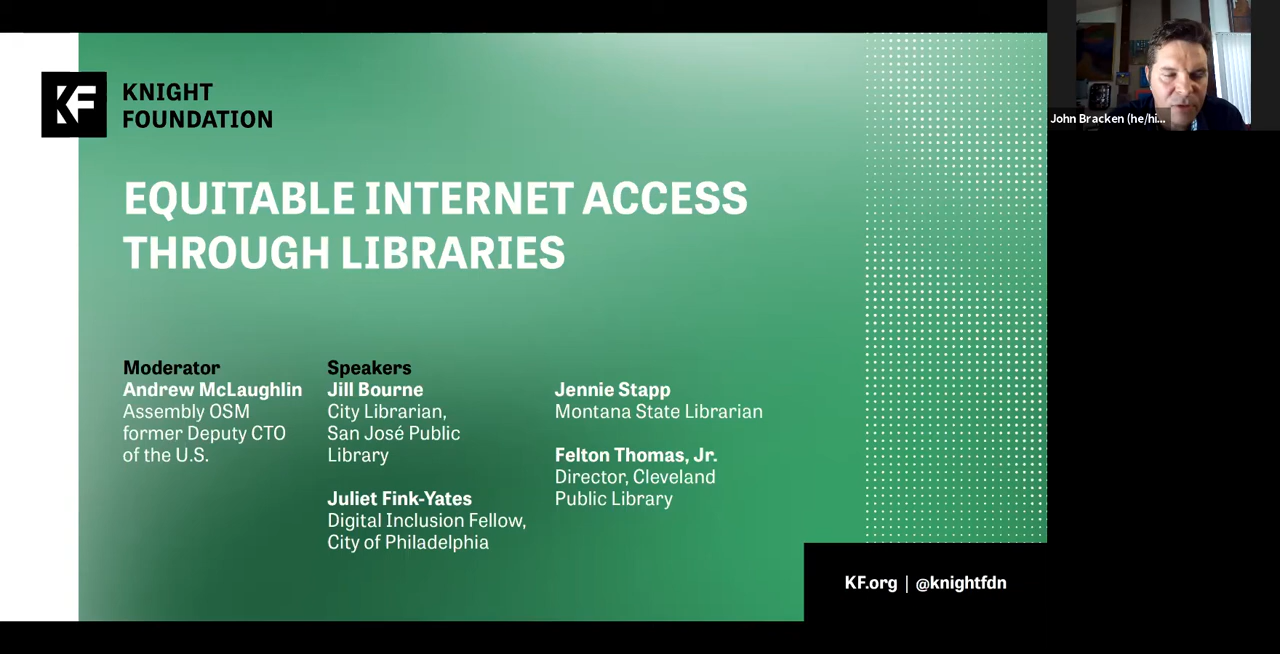 KF
KNIGHT
FOUNDATION
EQUITABLE INTERNET ACCESS
THROUGH LIBRARIES
Moderator
Andrew McLaughlin
Assembly OSM
former Deputy CTO
of the U.S.
Speakers
Jill Bourne
City Librarian,
San José Public
Library
Juliet Fink-Yates
Digital Inclusion Fellow,
City of Philadelphia
Jennie Stapp
Montana State Librarian
Felton Thomas, Jr.
Director, Cleveland
Public Library
KF.org | @knightfdn
John Bracken (he/hi...